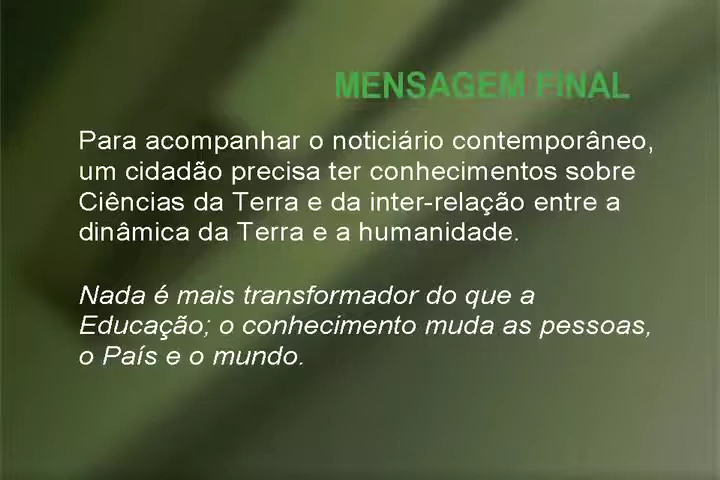 MENSAGEM FINAL
Para acompanhar o noticiário contemporâneo,
um cidadão precisa ter conhecimentos sobre
Ciências da Terra e da inter-relação entre a
dinâmica da Terra e a humanidade.
Nada é mais transformador do que a
Educação; o conhecimento muda as pessoas,
o País e o mundo.